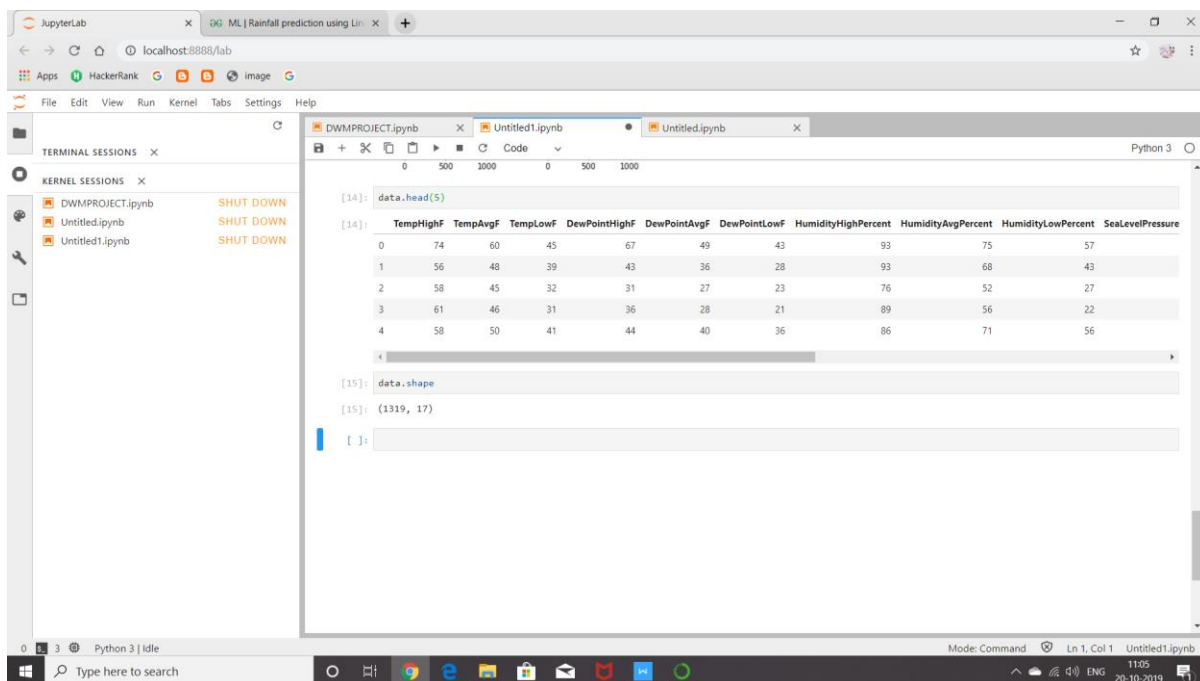 JupyterLab ML | Rainfall prediction using Lin
localhost:8888/lab
Apps HackerRank image
File Edit View Run Kernel Tabs Settings Help
TERMINAL SESSIONS
KERNEL SESSIONS
DWMPROJECT.ipynb SHUT DOWN
Untitled.ipynb SHUT DOWN
Untitled1.ipynb SHUT DOWN
DWMPROJECT.ipynb Untitled1.ipynb Untitled.ipynb
Code Python 3
0 500 1000 0 500 1000
[14]: data.head(5)
[14]: TempHighF TempAvgF TempLowF DewPointHighF DewPointAvgF DewPointLowF HumidityHighPercent HumidityAvgPercent HumidityLowPercent SeaLevelPressure
0 74 60 45 67 49 43 93 75 57
1 56 48 39 43 36 28 93 68 43
2 58 45 32 31 27 23 76 52 27
3 61 46 31 36 28 21 89 56 22
4 58 50 41 44 40 36 86 71 56
[15]: data.shape
[15]: (1319, 17)
[ ]:
0 3 Python 3 | Idle Mode: Command Ln 1, Col 1 Untitled1.ipynb
Type here to search ENG 11:05
20-10-2019